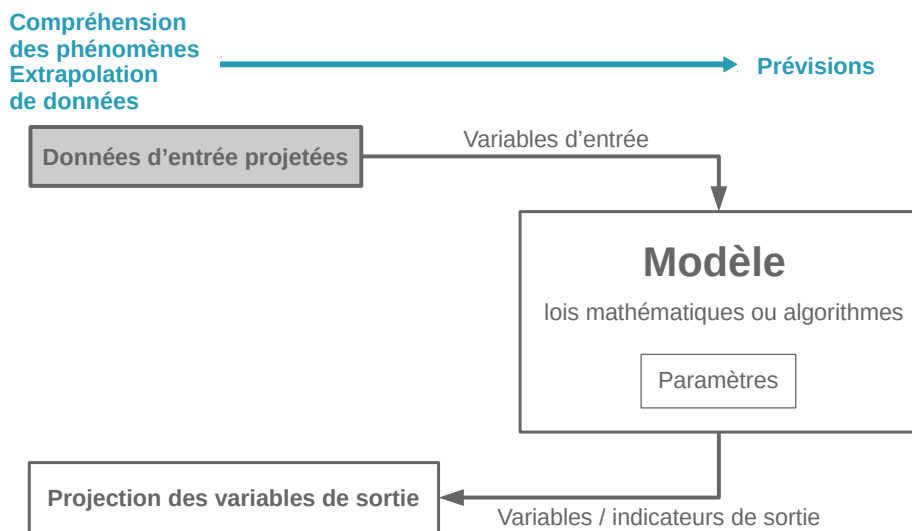 Compréhension
des phénomènes
Extrapolation
de données
Prévisions
Données d’entrée projetées
Variables d’entrée
Modèle
lois mathématiques ou algorithmes
Paramètres
Projection des variables de sortie
Variables / indicateurs de sortie